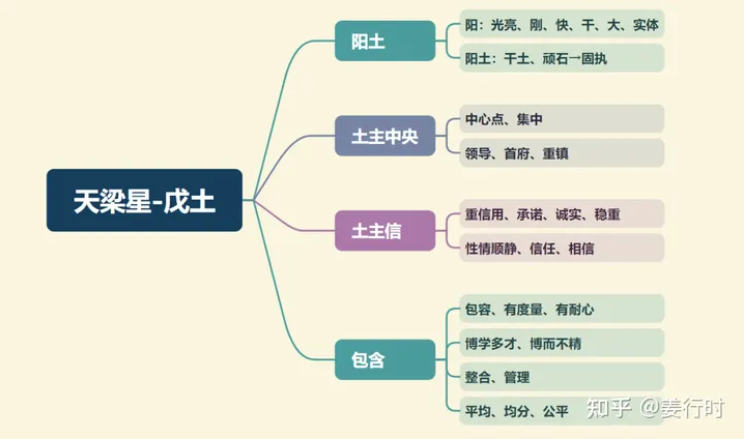 天梁星-戊土
阳土
阳：光亮、刚、快、干、大、实体
阳土：干土、顽石→固执
土主中央
中心点、集中
领导、首府、重镇
土主信
重信用、承诺、诚实、稳重
性情顺静、信任、相信
包含
包容、有度量、有耐心
博学多才、博而不精
整合、管理
平均、均分、公平
知乎 @姜行时